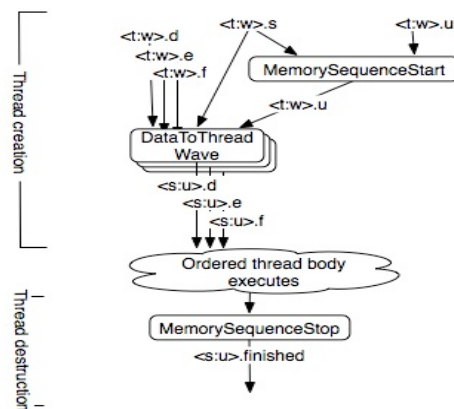 <t:w>.d
<t:w>.e
<t:w>.f
<t:w>.s
<t:w>.u
MemorySequenceStart
<t:w>.u
DataToThread
Wave
<s:u>.d
<s:u>.e
<s:u>.f
Thread creation
Ordered thread body
executes
MemorySequenceStop
<s:u>.finished
Thread destruction